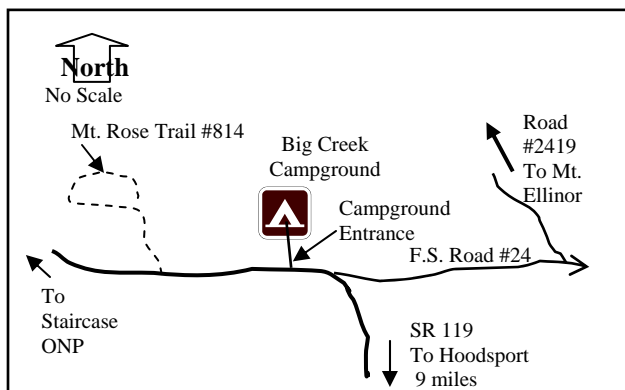 North
No Scale
Mt. Rose Trail #814
Big Creek
Campground
Road
#2419
To Mt.
Ellinor
Campground
Entrance
F.S. Road #24
To
Staircase
ONP
SR 119
To Hoodsport
9 miles